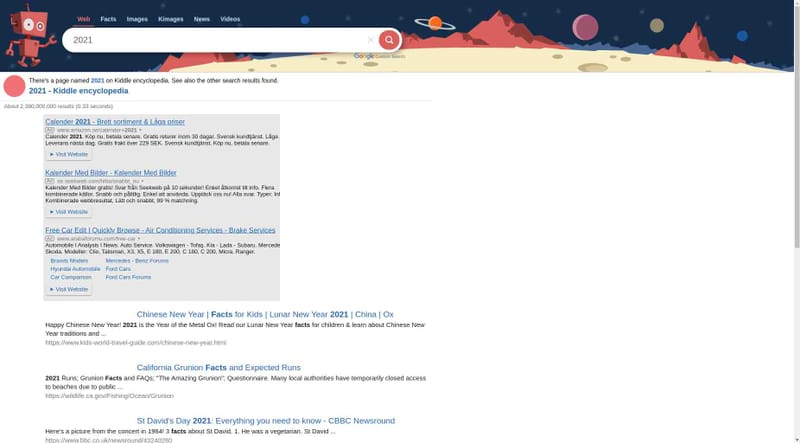 Web Facts Images Kimages News Videos
2021
Google Custom Search
There's a page named 2021 on Kiddle encyclopedia. See also the other search results found.
2021 - Kiddle encyclopedia
About 2,390,000,000 results (0.33 seconds)
Calender 2021 - Brett sortiment & Låga priser
Ad www.amazon.se/calender+2021
Calender 2021. Köp nu, betala senare. Gratis returer inom 30 dagar. Svensk kundtjänst. Låga
Leverans nästa dag. Gratis frakt över 229 SEK. Svensk kundtjänst. Köp nu, betala senare.
► Visit Website
Kalender Med Bilder - Kalender Med Bilder
Ad
Kalender Med Bilder gratis! Svar från Seekweb på 10 sekunder! Enkel åtkomst till info. Flera
kombinerade källor. Snabb och pålitlig. Enkel att använda. Upptäck oss nu! Alla svar. Typer: Inf
Kombinerade webbresultat, Lätt och snabbt, 99 % matchning.
► Visit Website
Free Car Edit | Quickly Browse - Air Conditioning Services - Brake Services
Ad www.arabaforumu.com/free-car
Automobile I Analysis I News. Auto Service. Volkswagen - Tofaş. Kia - Lada - Subaru. Mercede
Skoda. Modeller: Clio, Talisman, X3, X5, E 180, E 200, C 180, C 200, Micra, Ranger.
Brands Models Mercedes - Benz Forums
Hyundai Automobile Ford Cars
Car Comparison Ford Cars Forums
► Visit Website
Chinese New Year | Facts for Kids | Lunar New Year 2021 | China | Ox
Happy Chinese New Year! 2021 is the Year of the Metal Ox! Read our Lunar New Year facts for children & learn about Chinese New
Year traditions and ...
https://www.kids-world-travel-guide.com/chinese-new-year.html
California Grunion Facts and Expected Runs
2021 Runs; Grunion Facts and FAQs; "The Amazing Grunion"; Questionnaire. Many local authorities have temporarily closed access
to beaches due to public ...
https://wildlife.ca.gov/Fishing/Ocean/Grunion
St David's Day 2021: Everything you need to know - CBBC Newsround
Here's a picture from the concert in 1984! 3 facts about St David. 1. He was a vegetarian. St David ...
https://www.bbc.co.uk/newsround/43240280